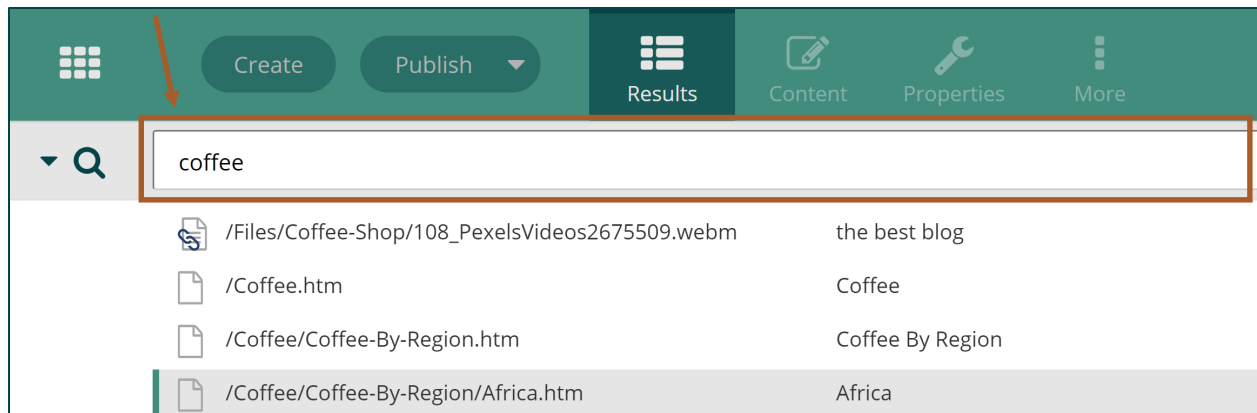 Create Publish
Results Content Properties More
coffee
/Files/Coffee-Shop/108_PexelsVideos2675509.webm the best blog
/Coffee.htm Coffee
/Coffee/Coffee-By-Region.htm Coffee By Region
/Coffee/Coffee-By-Region/Africa.htm Africa